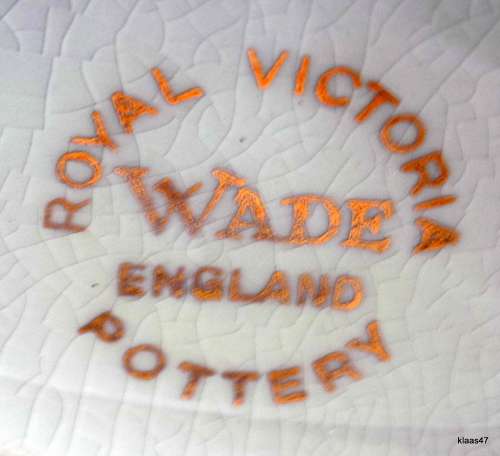 ROYAL VICTORIA
WADE
ENGLAND
POTTERY
klaas47